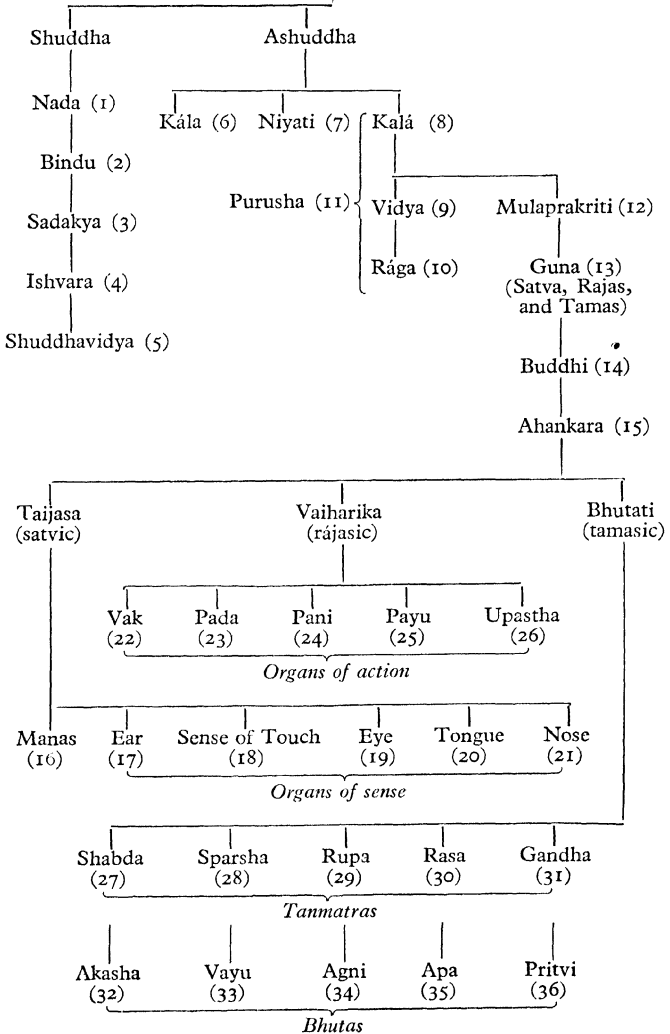 Shuddha Ashuddha
Nada (1)
Kála (6) Niyati (7) Kalá (8)
Bindu (2)
Purusha (11) Vidya (9) Mulaprakriti (12)
Sadakya (3)
Rága (10) Guna (13)
(Satva, Rajas,
and Tamas)
Ishvara (4)
Shuddhavidya (5)
Buddhi (14)
Ahankara (15)
Taijasa Vaiharika Bhutati
(satvic) (rájasic) (tamasic)
Vak Pada Pani Payu Upastha
(22) (23) (24) (25) (26)
Organs of action
Manas Ear Sense of Touch Eye Tongue Nose
(16) (17) (18) (19) (20) (21)
Organs of sense
Shabda Sparsha Rupa Rasa Gandha
(27) (28) (29) (30) (31)
Tanmatras
Akasha Vayu Agni Apa Pritvi
(32) (33) (34) (35) (36)
Bhutas